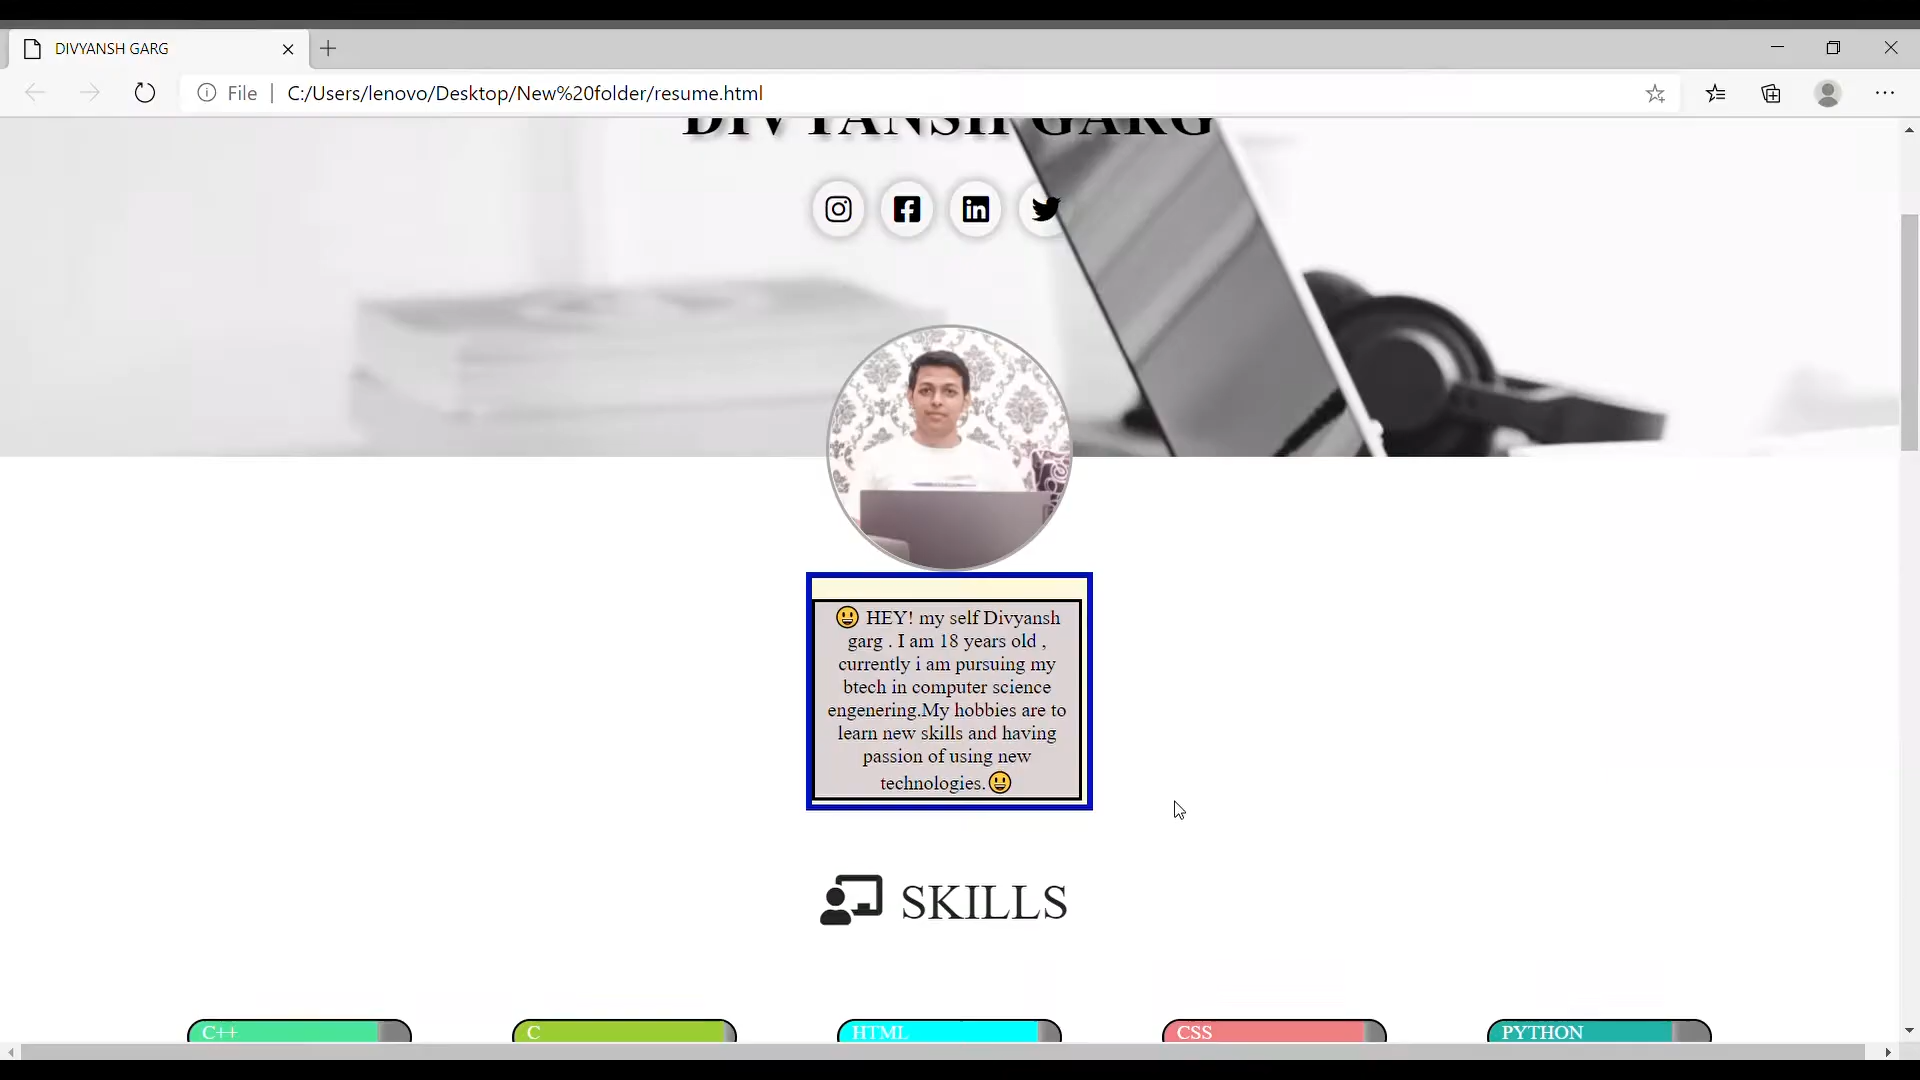 DIVYANSH GARG
File
C:/Users/lenovo/Desktop/New%20folder/resume.html
DIVYANSH GARG
😃 HEY! my self Divyansh
garg . I am 18 years old ,
currently i am pursuing my
btech in computer science
engenering.My hobbies are to
learn new skills and having
passion of using new
technologies.😃
SKILLS
C++
C
HTML
CSS
PYTHON